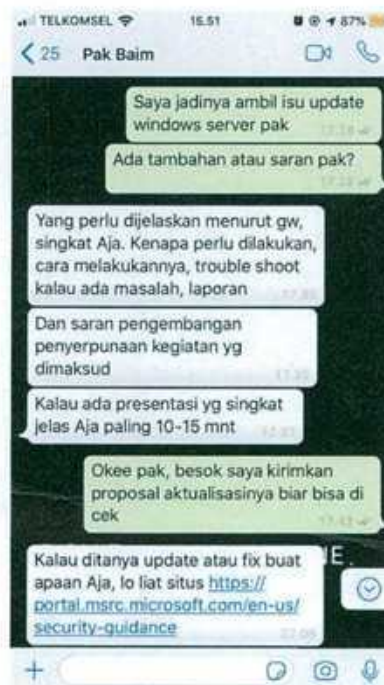 TELKOMSEL 15.51 87%
25 Pak Baim
Saya jadinya ambil isu update
windows server pak
Ada tambahan atau saran pak?
Yang perlu dijelaskan menurut gw,
singkat Aja. Kenapa perlu dilakukan,
cara melakukannya, trouble shoot
kalau ada masalah, laporan
Dan saran pengembangan
penyerpunaan kegiatan yg
dimaksud
Kalau ada presentasi yg singkat
jelas Aja paling 10-15 mnt
Okee pak, besok saya kirimkan
proposal aktualisasinya biar bisa di
cek
Kalau ditanya update atau fix buat
apaan Aja, lo liat situs https://
portal.msrc.microsoft.com/en-us/
security-guidance